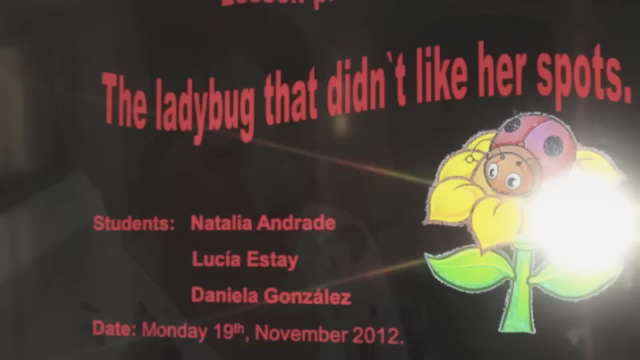 The ladybug that didn`t like her spots.
Students: Natalia Andrade
Lucía Estay
Daniela González
Date: Monday 19th, November 2012.